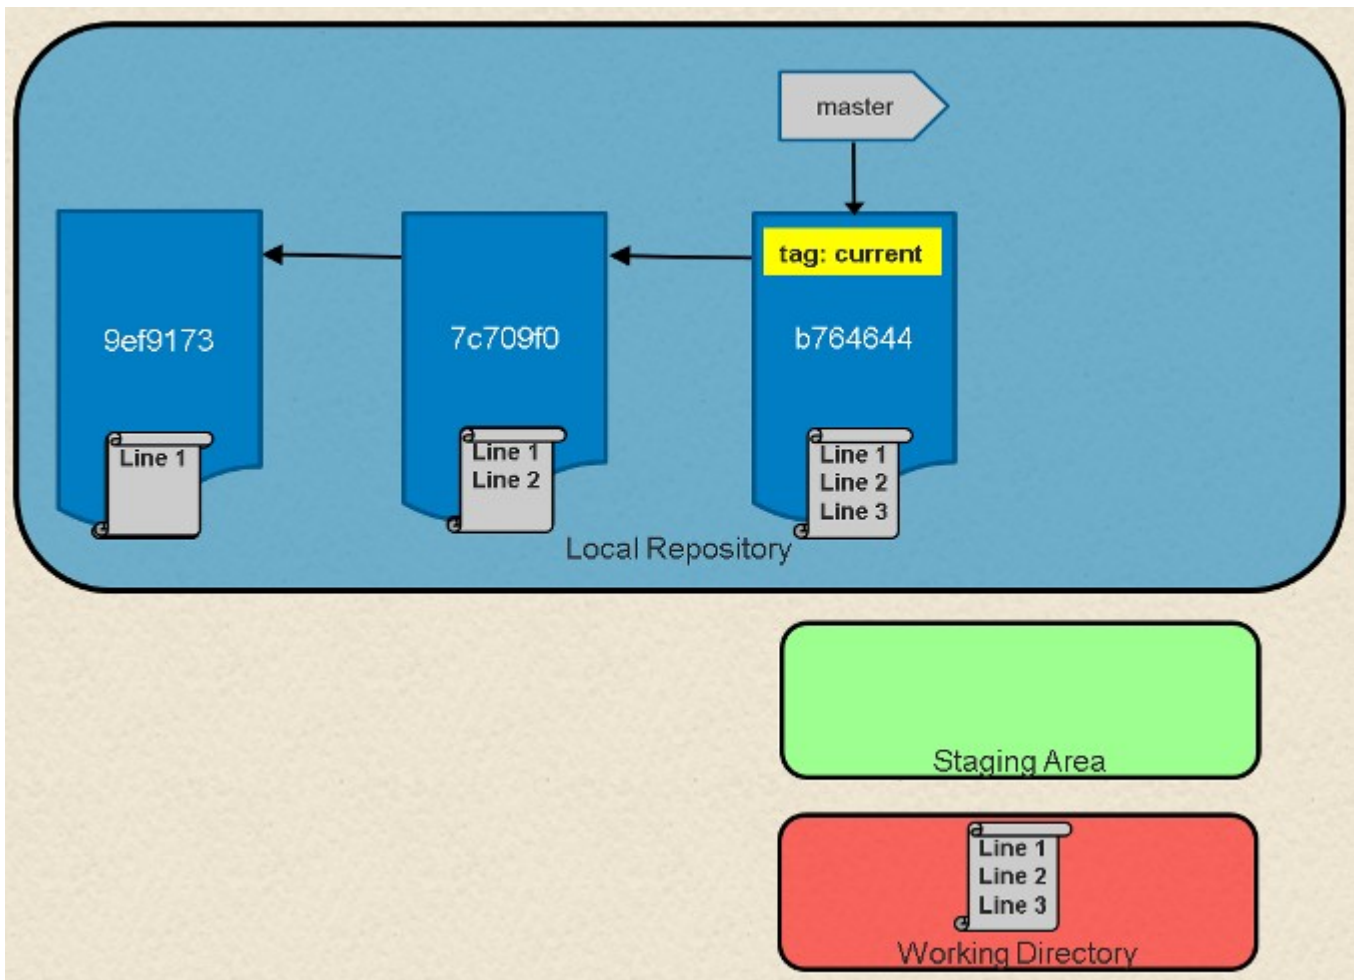 master
tag: current
9ef9173
7c709f0
b764644
Line 1
Line 1
Line 2
Line 1
Line 2
Line 3
Local Repository
Staging Area
Line 1
Line 2
Line 3
Working Directory